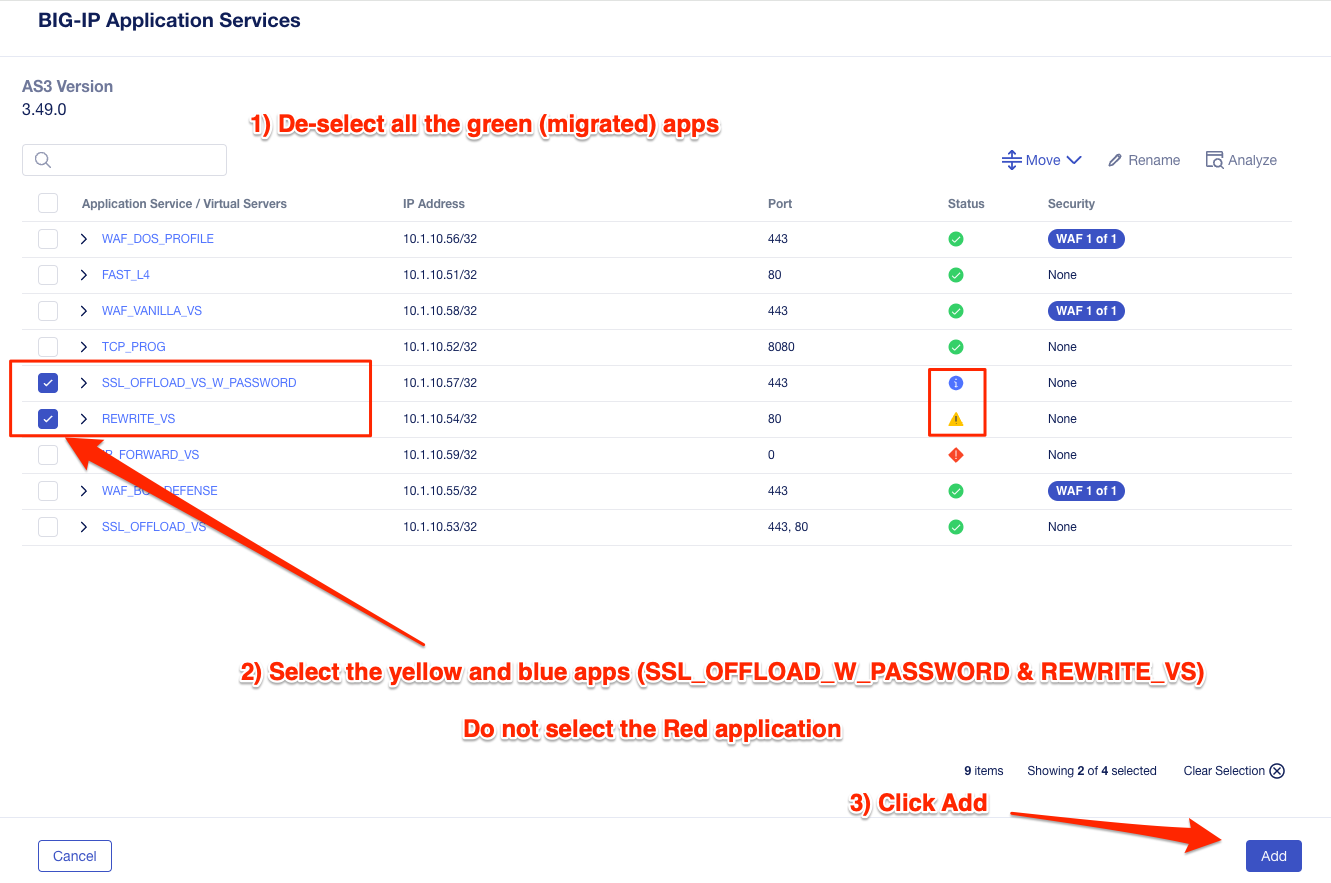 BIG-IP Application Services
AS3 Version
3.49.0
1) De-select all the green (migrated) apps
Move Rename Analyze
Application Service / Virtual Servers IP Address Port Status Security
WAF_DOS_PROFILE 10.1.10.56/32 443 WAF 1 of 1
FAST_L4 10.1.10.51/32 80 None
WAF_VANILLA_VS 10.1.10.58/32 443 WAF 1 of 1
TCP_PROG 10.1.10.52/32 8080 None
SSL_OFFLOAD_VS_W_PASSWORD 10.1.10.57/32 443 None
REWRITE_VS 10.1.10.54/32 80 None
P_FORWARD_VS 10.1.10.59/32 0 None
10.1.10.55/32 443 WAF 1 of 1
SSL_OFFLOAD_VS 10.1.10.53/32 443, 80 None
2) Select the yellow and blue apps (SSL_OFFLOAD_W_PASSWORD & REWRITE_VS)
Do not select the Red application
9 items Showing 2 of 4 selected Clear Selection
3) Click Add
Cancel Add